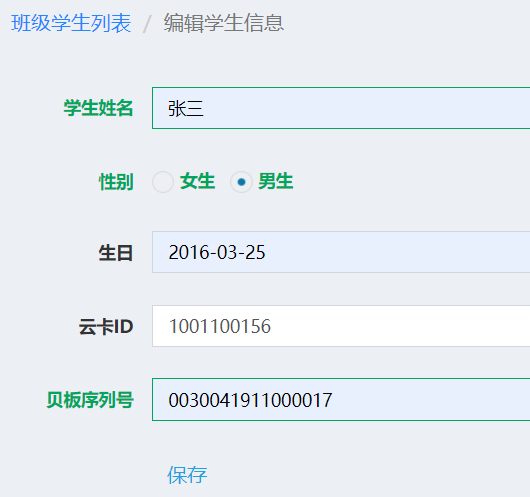 班级学生列表 / 编辑学生信息
学生姓名 张三
性别 女生 男生
生日 2016-03-25
云卡ID 1001100156
贝板序列号 0030041911000017
保存